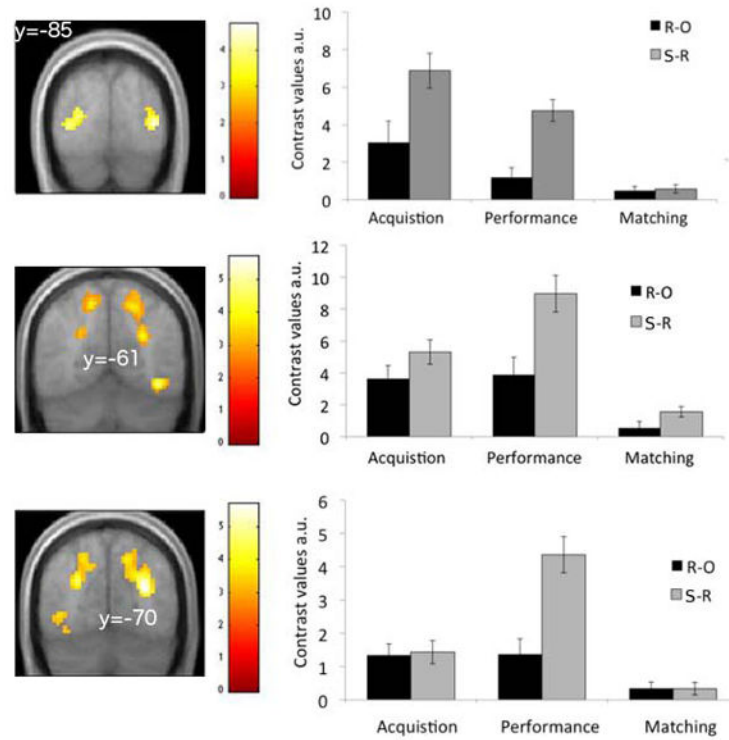 y=-85
4
3
2
1
0
Contrast values a.u.
10
8
6
4
2
0
R-O
S-R
Acquistion
Performance
Matching
y=-61
5
4
3
2
1
0
Contrast values a.u.
12
10
8
6
4
2
0
R-O
S-R
Acquistion
Performance
Matching
y=-70
5
4
3
2
1
0
Contrast values a.u.
6
5
4
3
2
1
0
R-O
S-R
Acquistion
Performance
Matching